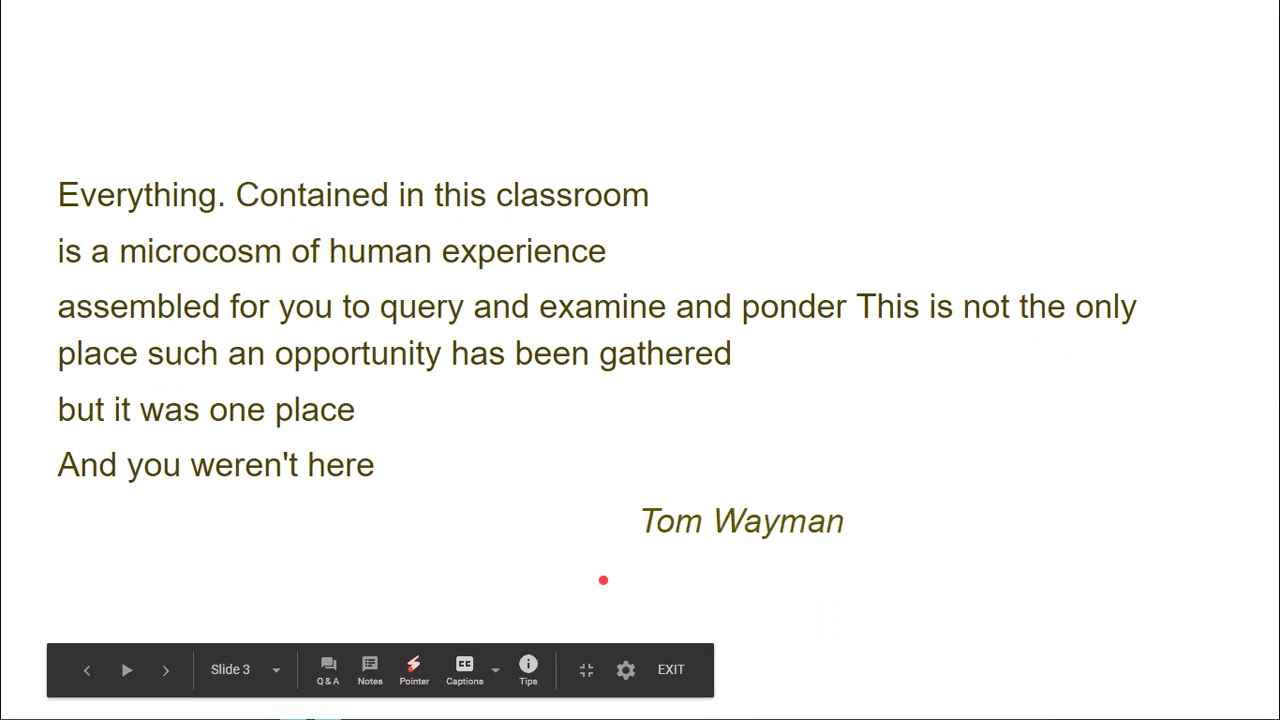 Everything. Contained in this classroom
is a microcosm of human experience
assembled for you to query and examine and ponder This is not the only
place such an opportunity has been gathered
but it was one place
And you weren't here
Tom Wayman
Slide 3
Q & A
Notes
Pointer
CC
Captions
Tips
EXIT